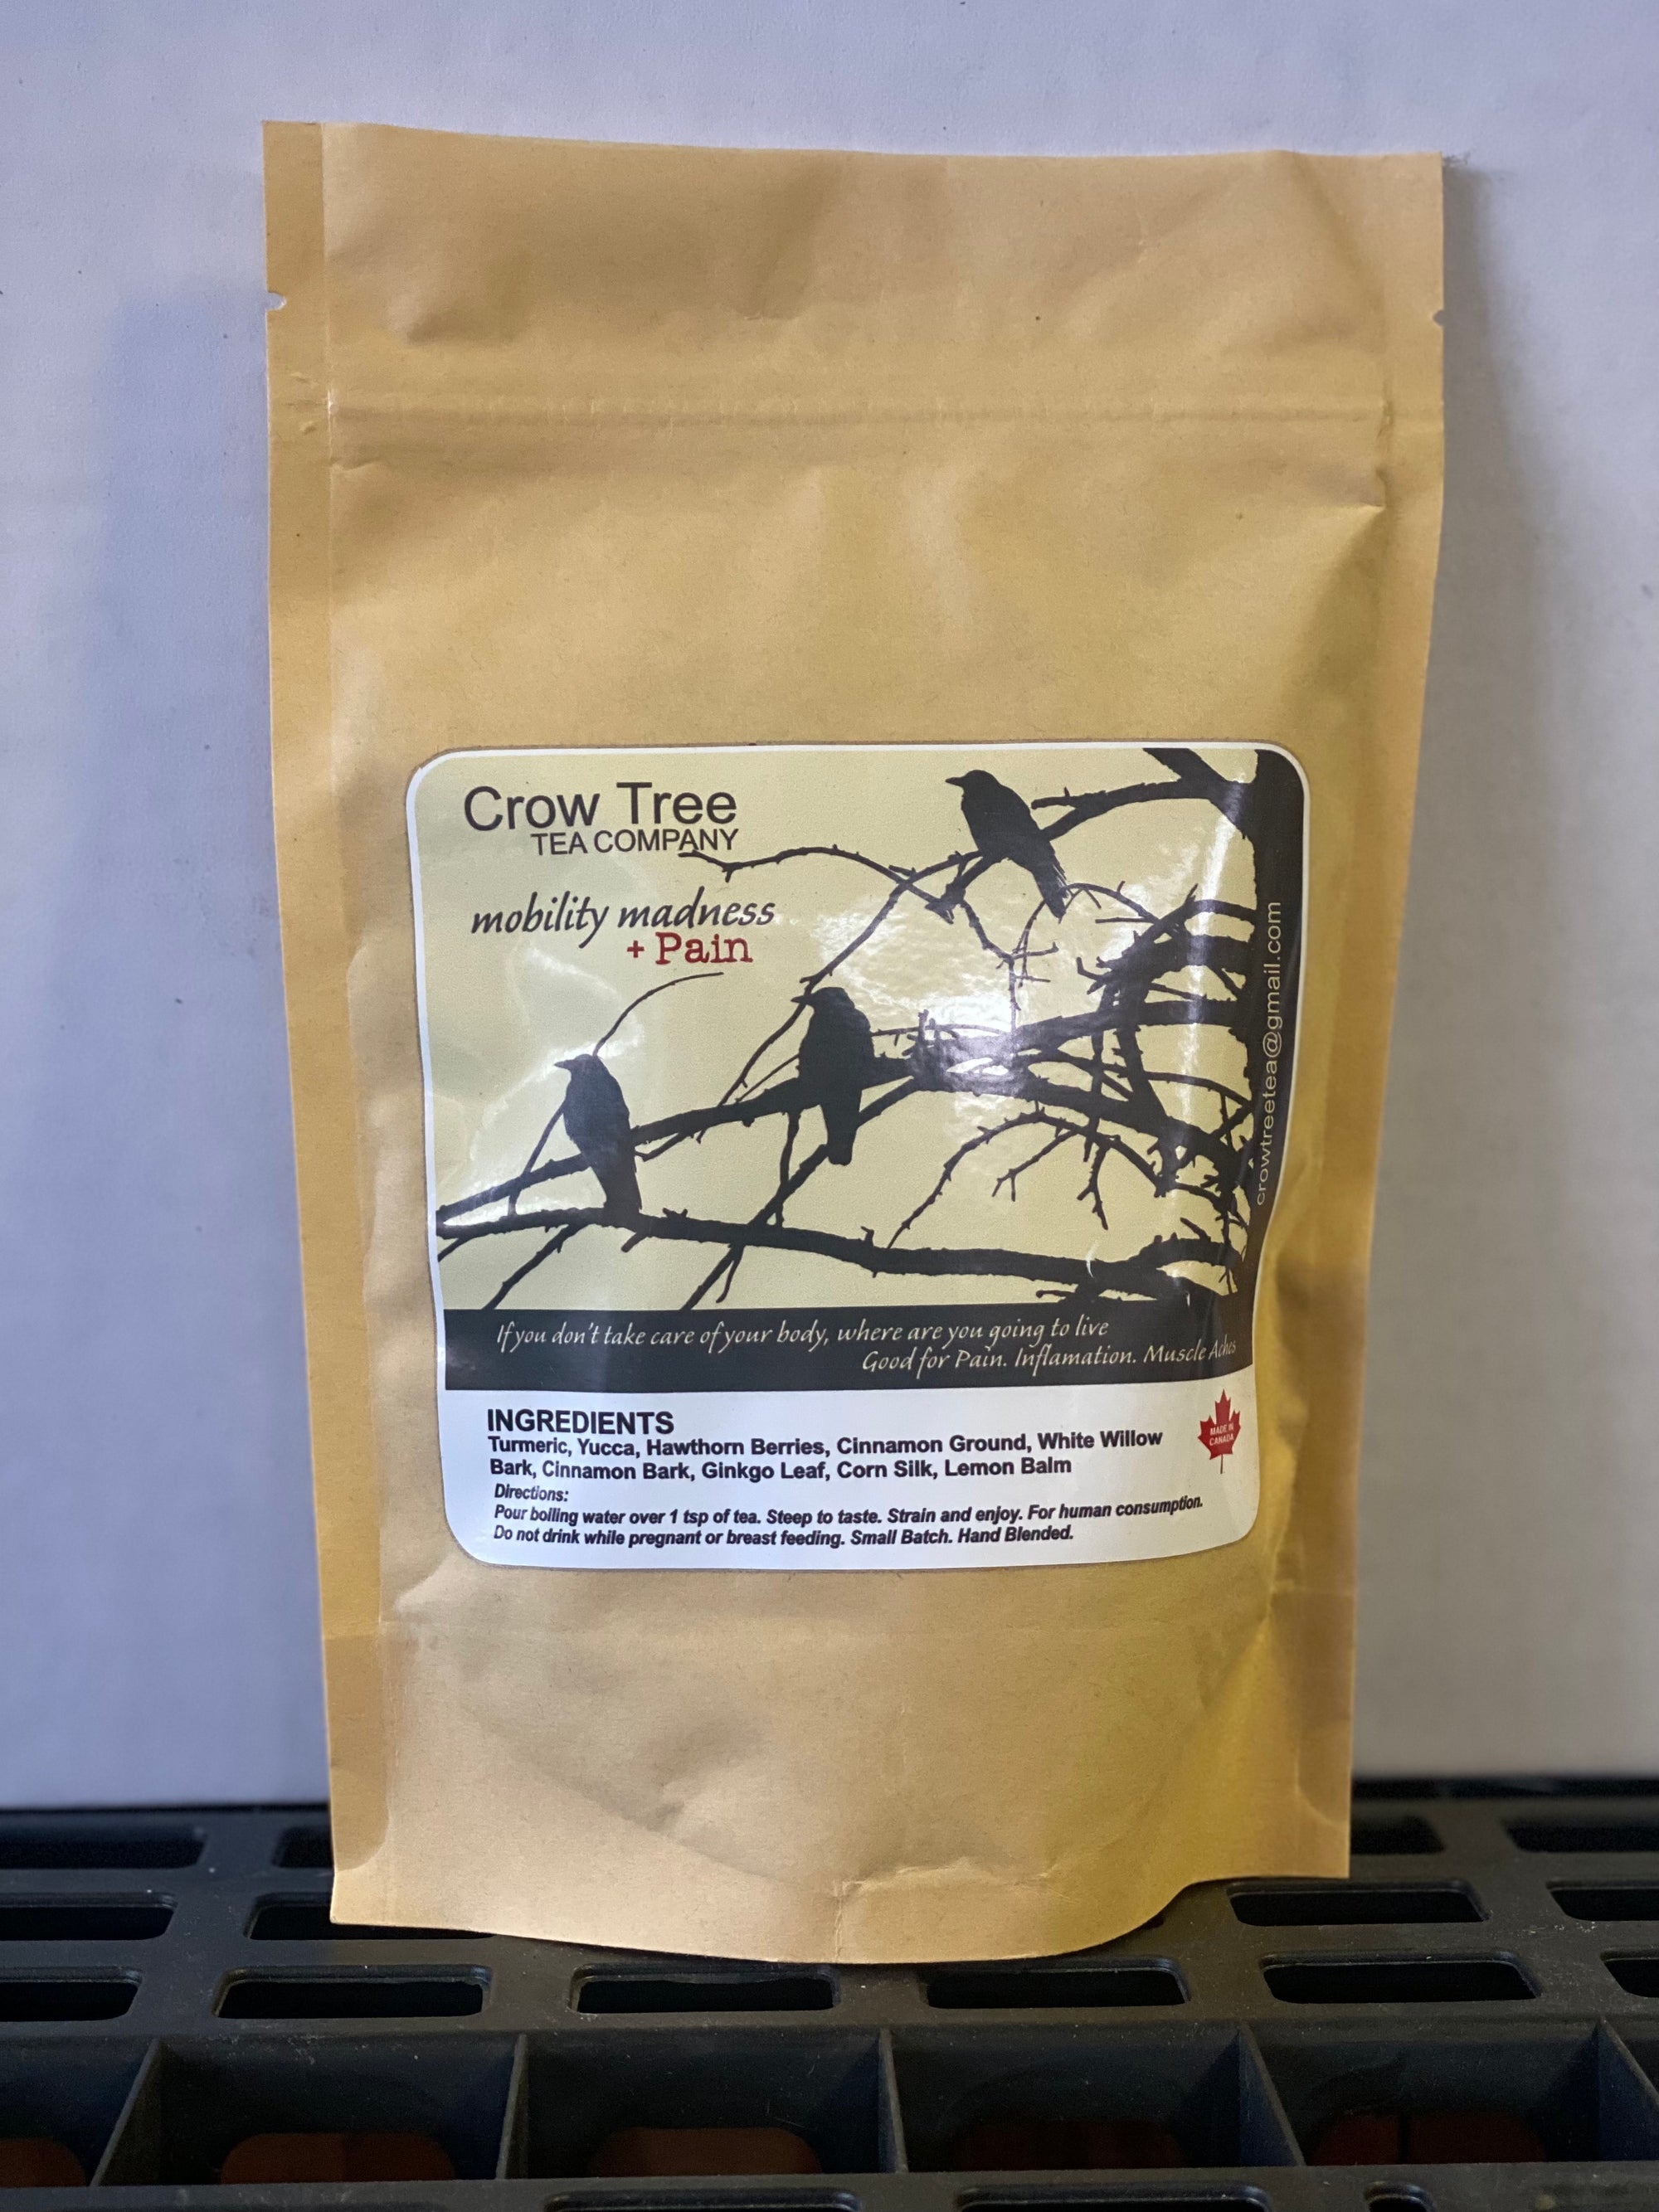 Crow Tree
TEA COMPANY
mobility madness
+ Pain
crowtreetea@gmail.com
If you don't take care of your body, where are you going to live
Good for Pain. Inflamation. Muscle Aches
INGREDIENTS
Turmeric, Yucca, Hawthorn Berries, Cinnamon Ground, White Willow
Bark, Cinnamon Bark, Ginkgo Leaf, Corn Silk, Lemon Balm
MADE IN
CANADA
Directions:
Pour boiling water over 1 tsp of tea. Steep to taste. Strain and enjoy. For human consumption.
Do not drink while pregnant or breast feeding. Small Batch. Hand Blended.